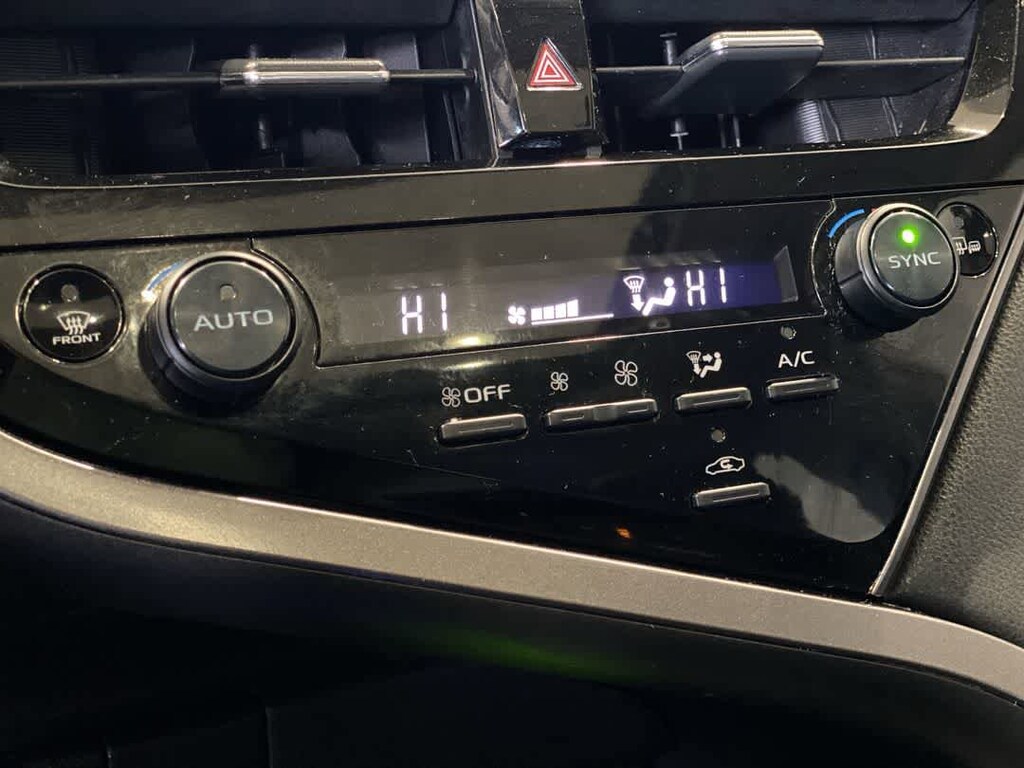 HI
HI
SYNC
FRONT
AUTO
OFF
A/C